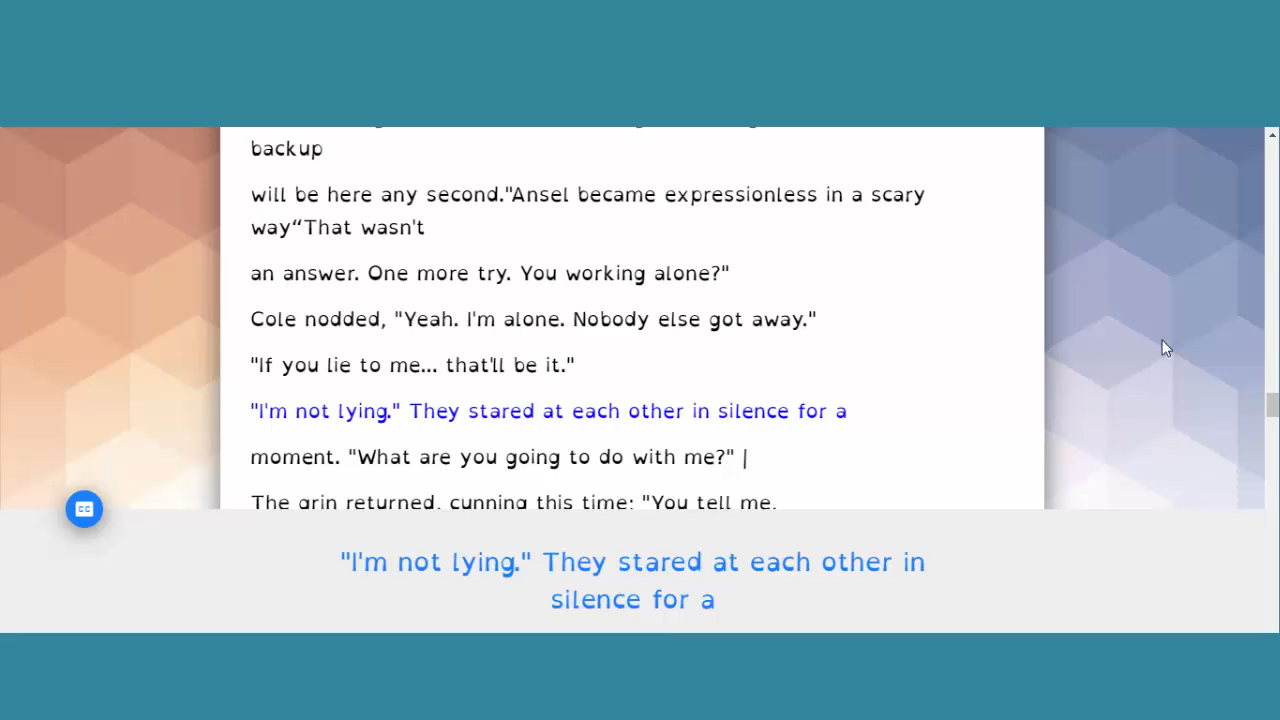 backup
will be here any second."Ansel became expressionless in a scary
way“That wasn't
an answer. One more try. You working alone?"
Cole nodded, "Yeah. I'm alone. Nobody else got away."
"If you lie to me... that'll be it."
"I'm not lying." They stared at each other in silence for a
moment. "What are you going to do with me?" |
The grin returned, cunning this time: "You tell me.
CC
"I'm not lying." They stared at each other in
silence for a